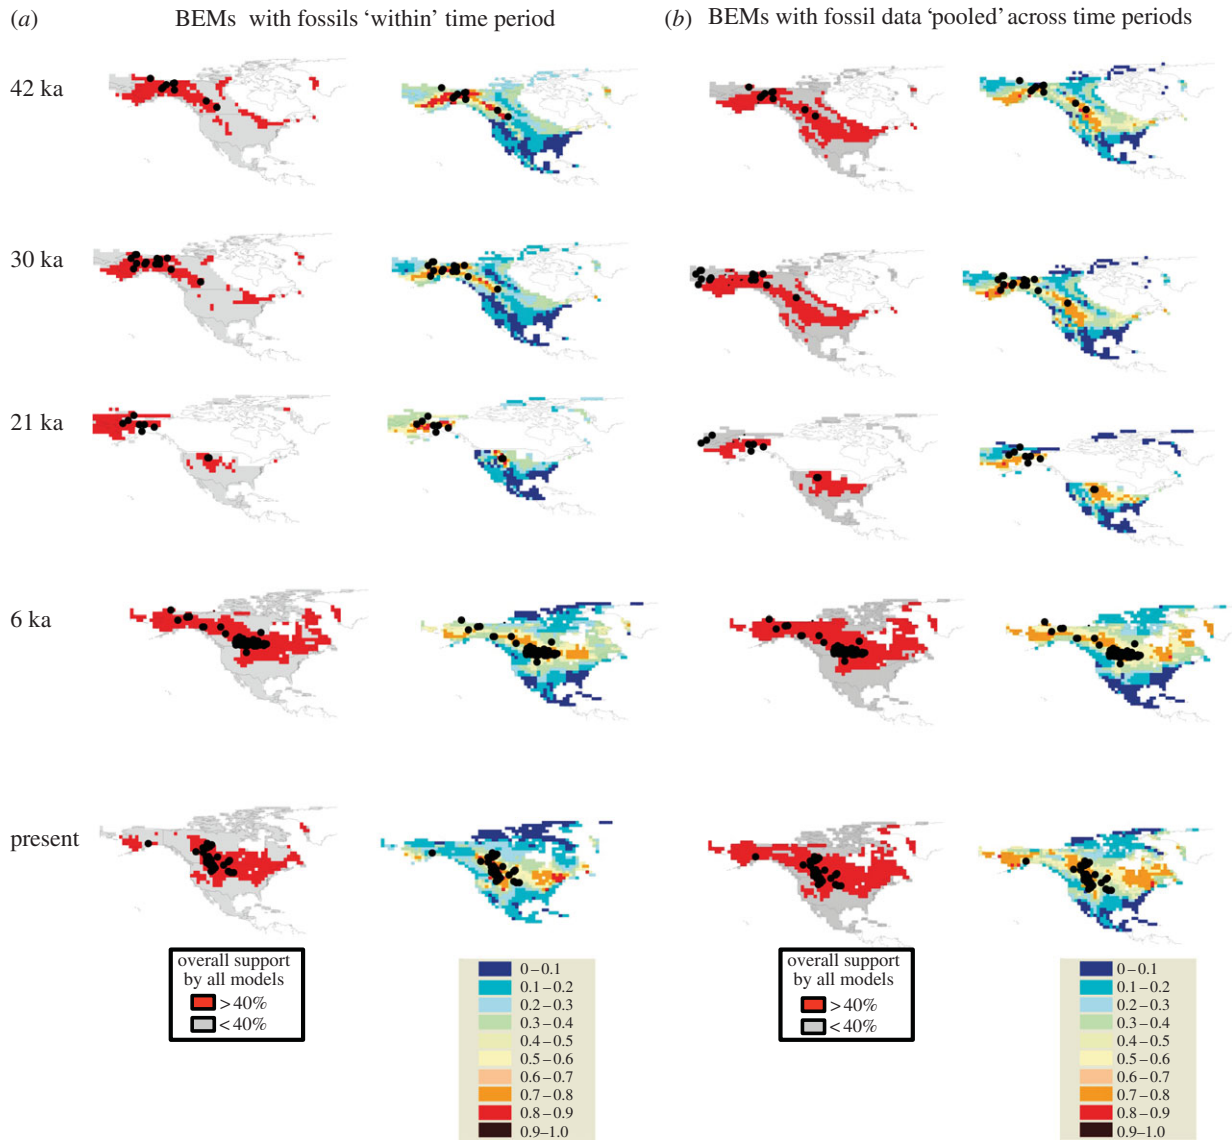 (a) BEMs with fossils ‘within’ time period
(b) BEMs with fossil data ‘pooled’ across time periods
42 ka
30 ka
21 ka
6 ka
present
overall support
by all models
>40%
<40%
0–0.1
0.1–0.2
0.2–0.3
0.3–0.4
0.4–0.5
0.5–0.6
0.6–0.7
0.7–0.8
0.8–0.9
0.9–1.0
overall support
by all models
>40%
<40%
0–0.1
0.1–0.2
0.2–0.3
0.3–0.4
0.4–0.5
0.5–0.6
0.6–0.7
0.7–0.8
0.8–0.9
0.9–1.0